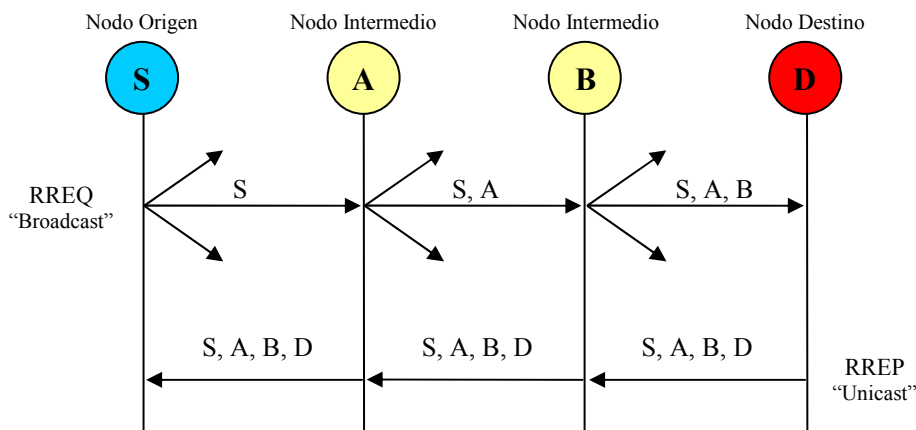 Nodo Origen
Nodo Intermedio
Nodo Intermedio
Nodo Destino
S
A
B
D
RREQ
“Broadcast”
S
S, A
S, A, B
S, A, B, D
S, A, B, D
S, A, B, D
RREP
“Unicast”